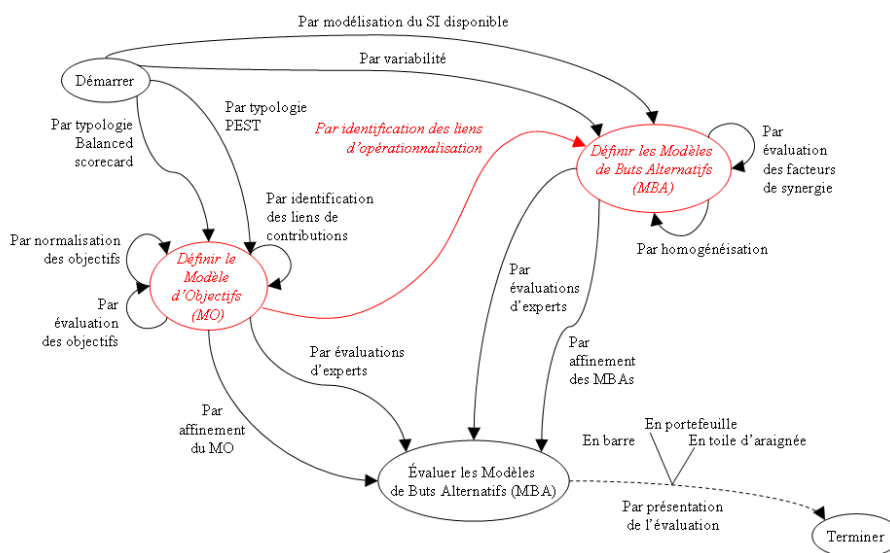 Par modélisation du SI disponible
Par variabilité
Démarrer
Par typologie
PEST
Par typologie
Balanced
scorecard
Par identification des liens
d'opérationnalisation
Définir les Modèles
de Buts Alternatifs
(MBA)
Par
évaluation
des facteurs
de synergie
Par homogénéisation
Par identification
des liens de
contributions
Par normalisation
des objectifs
Définir le
Modèle
d'Objectifs
(MO)
Par
évaluation
des objectifs
Par
évaluations
d'experts
Par évaluations
d'experts
Par
affinement
des MBAs
Par
affinement
du MO
En portefeuille
En barre
En toile d'araignée
Évaluer les Modèles
de Buts Alternatifs (MBA)
Par présentation
de l'évaluation
Terminer